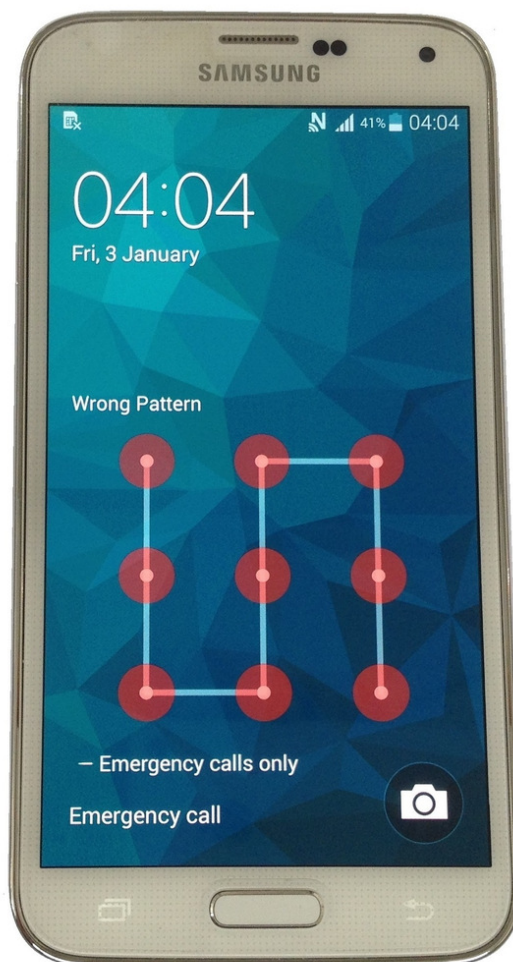 SAMSUNG
41% 04:04
04:04
Fri, 3 January
Wrong Pattern
— Emergency calls only
Emergency call